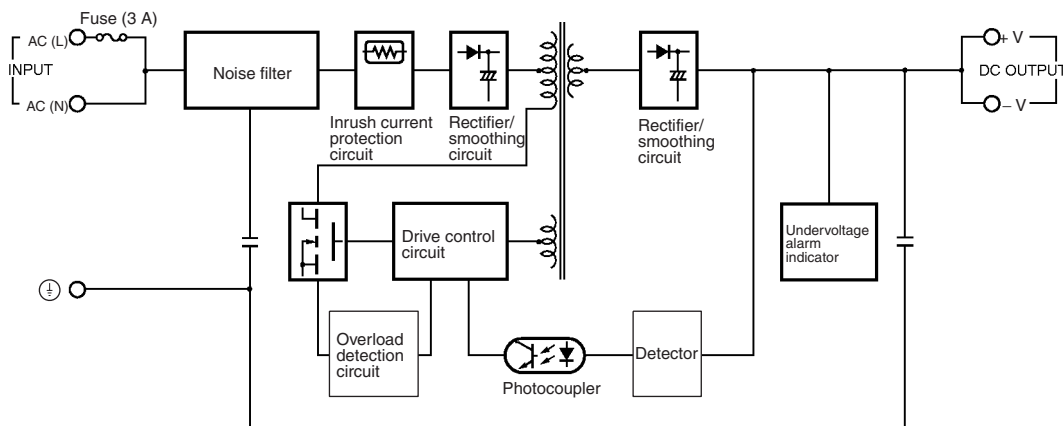 Fuse (3 A)
AC (L)
INPUT
AC (N)
Noise filter
Inrush current
protection
circuit
Rectifier/
smoothing
circuit
Rectifier/
smoothing
circuit
+ V
DC OUTPUT
– V
Drive control
circuit
Undervoltage
alarm
indicator
Overload
detection
circuit
Photocoupler
Detector